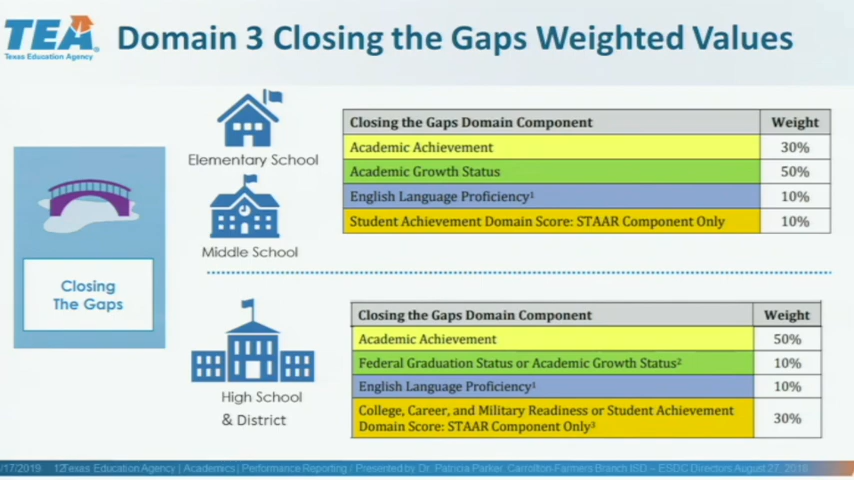 TEA
Texas Education Agency
Domain 3 Closing the Gaps Weighted Values
Elementary School
Middle School
Closing the Gaps Domain Component Weight
Academic Achievement 30%
Academic Growth Status 50%
English Language Proficiency¹ 10%
Student Achievement Domain Score: STAAR Component Only 10%
Closing
The Gaps
High School
& District
Closing the Gaps Domain Component Weight
Academic Achievement 50%
Federal Graduation Status or Academic Growth Status² 10%
English Language Proficiency¹ 10%
College, Career, and Military Readiness or Student Achievement
Domain Score: STAAR Component Only³ 30%
/17/2019 12 Texas Education Agency | Academics | Performance Reporting / Presented by Dr. Patricia Parker, Carrollton-Farmers Branch ISD – ESDC Directors August 27, 2018